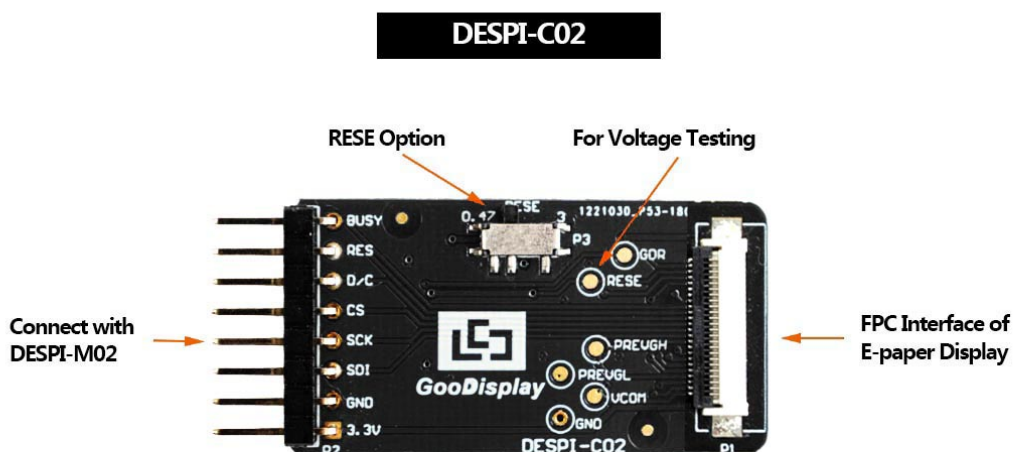 DESPI-C02
RESE Option
For Voltage Testing
RESE
0.47
3
P3
BUSY
RES
D/C
CS
SCK
SDI
GND
3.3V
P2
GDR
RESE
PREVGH
PREVGL
VCOM
GND
GooDisplay
DESPI-C02
P1
Connect with
DESPI-M02
FPC Interface of
E-paper Display